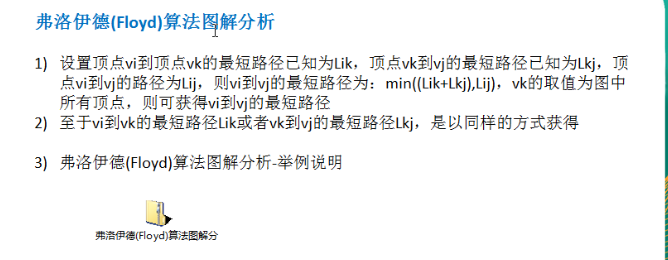 弗洛伊德(Floyd)算法图解分析
1) 设置顶点vi到顶点vk的最短路径已知为Lik，顶点vk到vj的最短路径已知为Lkj，顶
点vi到vj的路径为Lij，则vi到vj的最短路径为：min((Lik+Lkj),Lij)，vk的取值为图中
所有顶点，则可获得vi到vj的最短路径
2) 至于vi到vk的最短路径Lik或者vk到vj的最短路径Lkj，是以同样的方式获得
3) 弗洛伊德(Floyd)算法图解分析-举例说明
弗洛伊德(Floyd)算法图解分